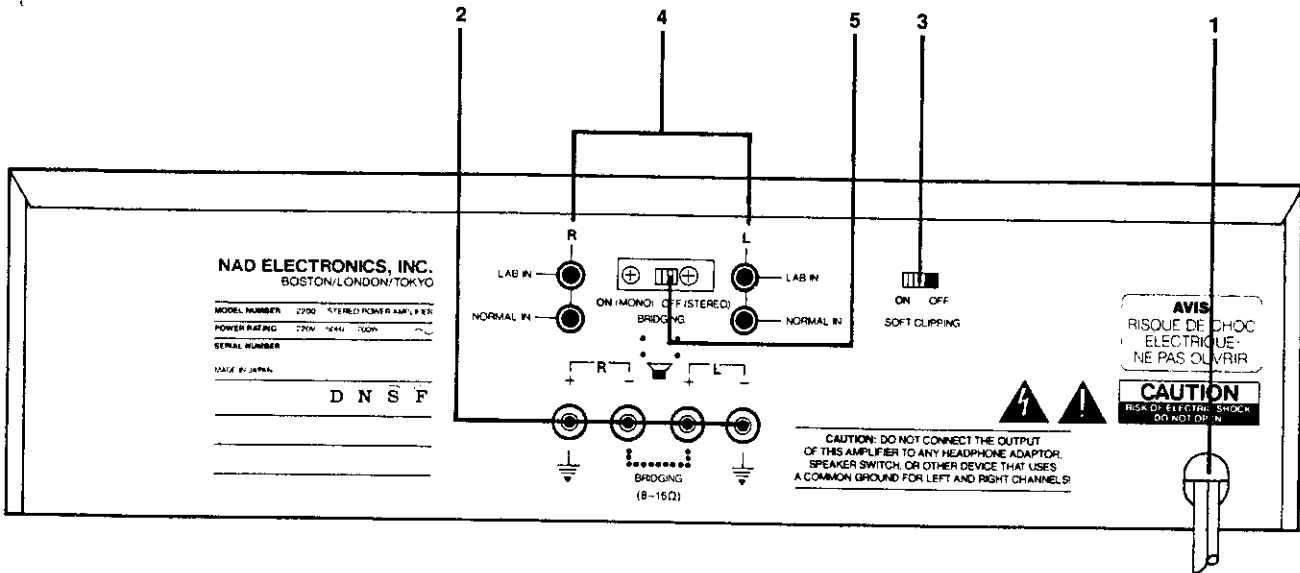 2 4 5 3 1
NAD ELECTRONICS, INC.
BOSTON/LONDON/TOKYO
MODEL NUMBER 2200 STEREO POWER AMPLIFIER
POWER RATING 220V 50Hz 700W
SERIAL NUMBER
MADE IN JAPAN
D N S F
R L
LAB IN LAB IN
ON (MONO) OFF (STEREO)
BRIDGING
NORMAL IN NORMAL IN
ON OFF
SOFT CLIPPING
R L
+ − + −
BRIDGING
(8–16Ω)
AVIS
RISQUE DE CHOC
ELECTRIQUE-
NE PAS OUVRIR
CAUTION
RISK OF ELECTRIC SHOCK
DO NOT OPEN
CAUTION: DO NOT CONNECT THE OUTPUT
OF THIS AMPLIFIER TO ANY HEADPHONE ADAPTOR,
SPEAKER SWITCH, OR OTHER DEVICE THAT USES
A COMMON GROUND FOR LEFT AND RIGHT CHANNELS!